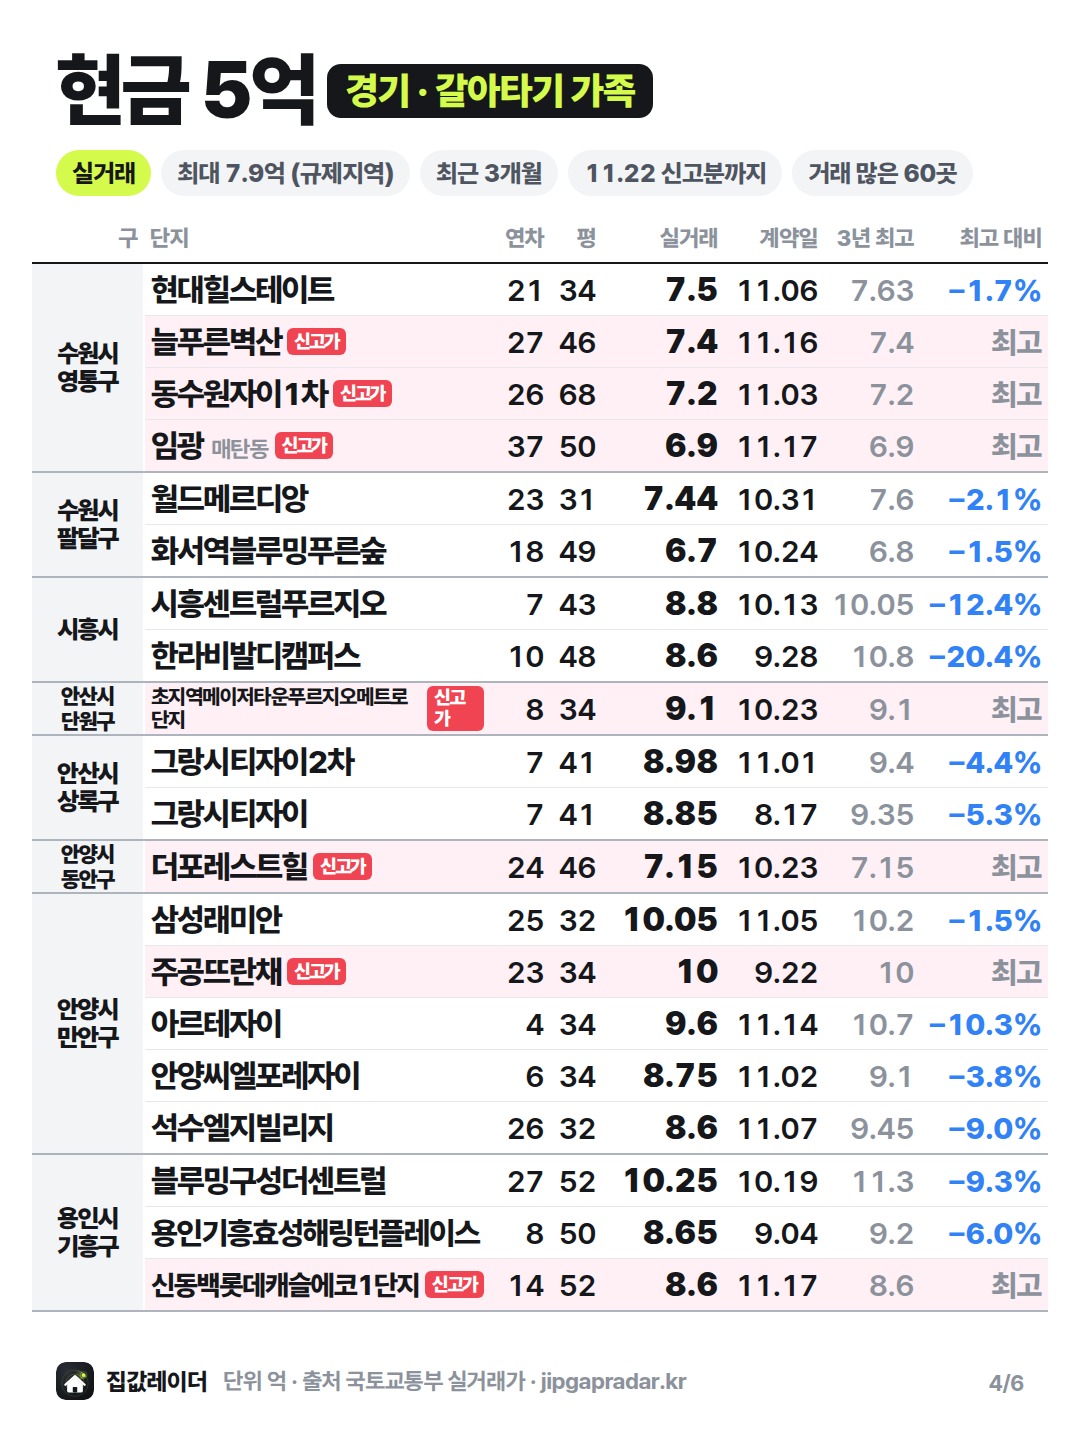 현금 5억 경기 · 갈아타기 가족
실거래 최대 7.9억 (규제지역) 최근 3개월 11.22 신고분까지 거래 많은 60곳
구 단지 연차 평 실거래 계약일 3년 최고 최고 대비
수원시 영통구
현대힐스테이트 21 34 7.5 11.06 7.63 −1.7%
늘푸른벽산 신고가 27 46 7.4 11.16 7.4 최고
동수원자이1차 신고가 26 68 7.2 11.03 7.2 최고
임광 매탄동 신고가 37 50 6.9 11.17 6.9 최고
수원시 팔달구
월드메르디앙 23 31 7.44 10.31 7.6 −2.1%
화서역블루밍푸른숲 18 49 6.7 10.24 6.8 −1.5%
시흥시
시흥센트럴푸르지오 7 43 8.8 10.13 10.05 −12.4%
한라비발디캠퍼스 10 48 8.6 9.28 10.8 −20.4%
안산시 단원구
초지역메이저타운푸르지오메트로단지 신고가 8 34 9.1 10.23 9.1 최고
안산시 상록구
그랑시티자이2차 7 41 8.98 11.01 9.4 −4.4%
그랑시티자이 7 41 8.85 8.17 9.35 −5.3%
안양시 동안구
더포레스트힐 신고가 24 46 7.15 10.23 7.15 최고
안양시 만안구
삼성래미안 25 32 10.05 11.05 10.2 −1.5%
주공뜨란채 신고가 23 34 10 9.22 10 최고
아르테자이 4 34 9.6 11.14 10.7 −10.3%
안양씨엘포레자이 6 34 8.75 11.02 9.1 −3.8%
석수엘지빌리지 26 32 8.6 11.07 9.45 −9.0%
용인시 기흥구
블루밍구성더센트럴 27 52 10.25 10.19 11.3 −9.3%
용인기흥효성해링턴플레이스 8 50 8.65 9.04 9.2 −6.0%
신동백롯데캐슬에코1단지 신고가 14 52 8.6 11.17 8.6 최고
집값레이더 단위 억 · 출처 국토교통부 실거래가 · jipgapradar.kr 4/6